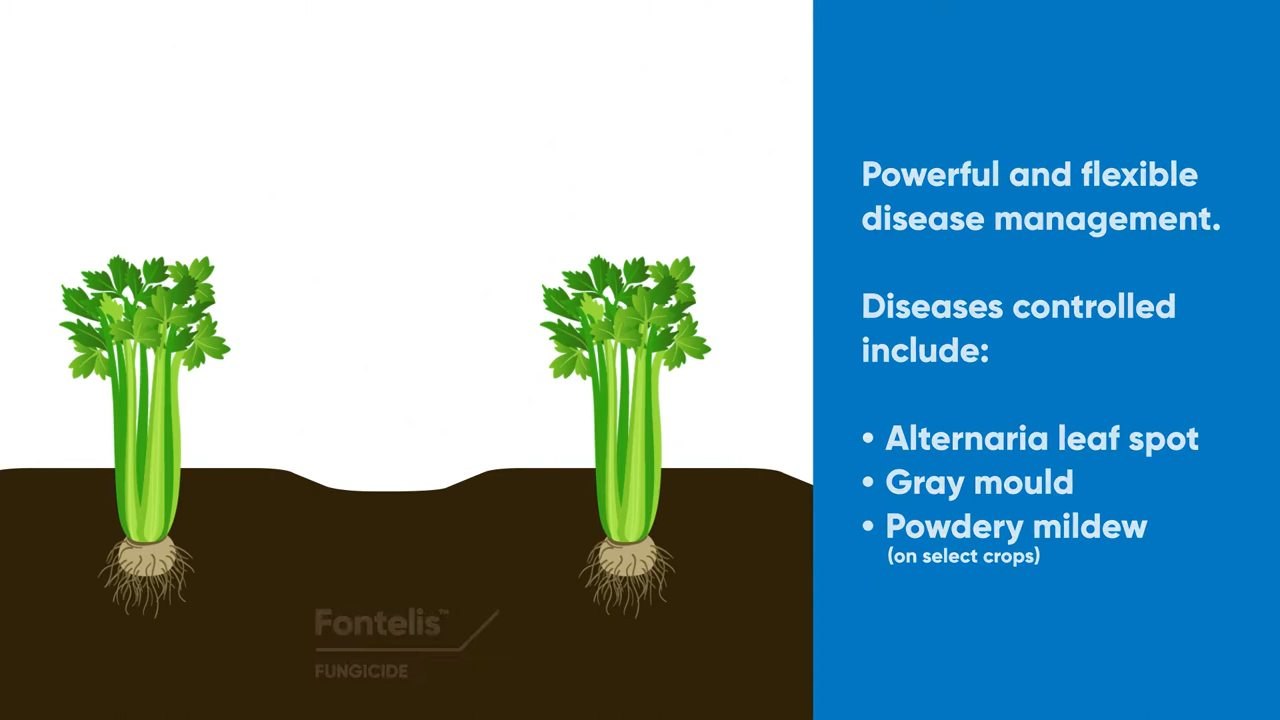 Powerful and flexible
disease management.
Diseases controlled
include:
• Alternaria leaf spot
• Gray mould
• Powdery mildew
(on select crops)
Fontelis™
FUNGICIDE